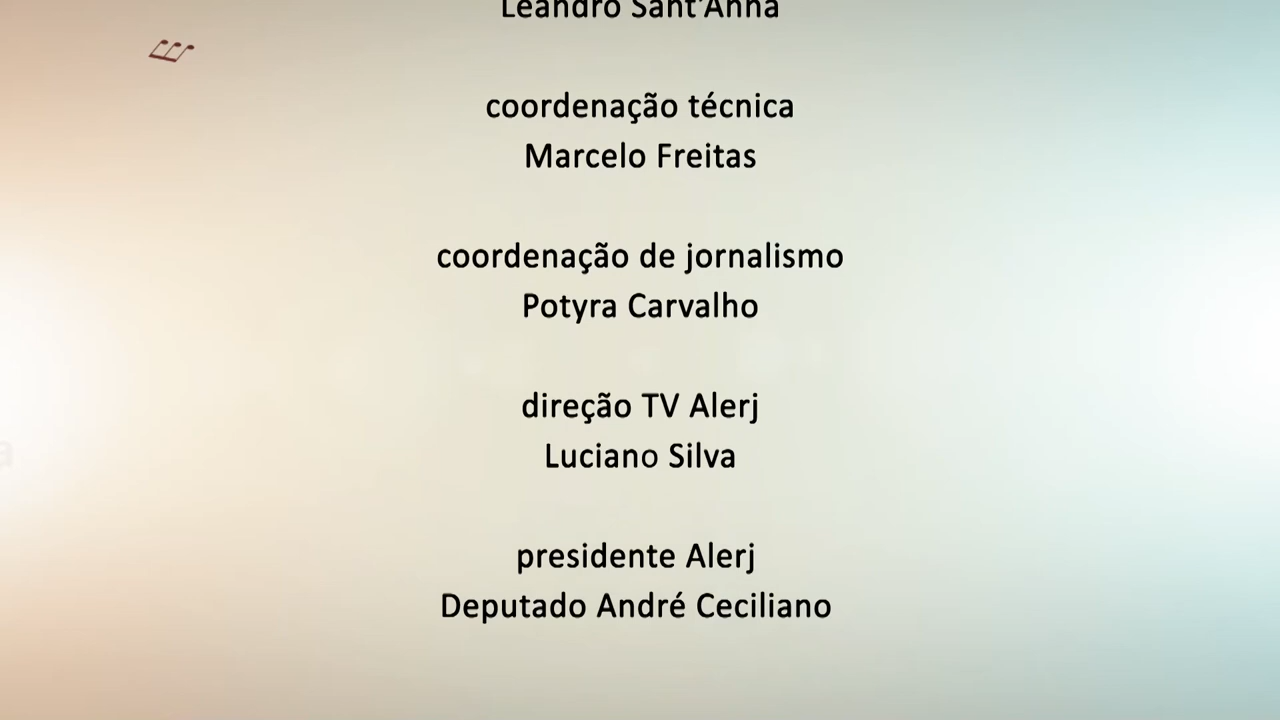 Leandro Sant'Anna
coordenação técnica
Marcelo Freitas
coordenação de jornalismo
Potyra Carvalho
direção TV Alerj
Luciano Silva
presidente Alerj
Deputado André Ceciliano